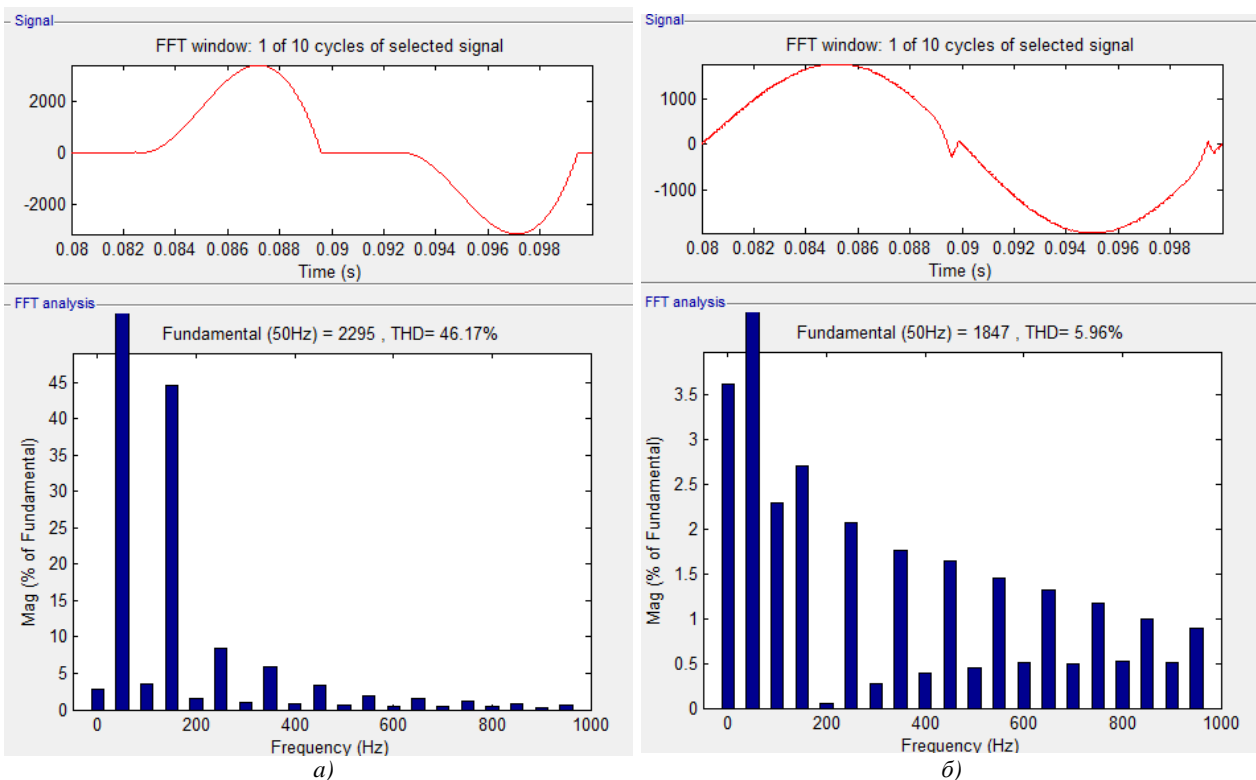 Signal
FFT window: 1 of 10 cycles of selected signal
2000
0
-2000
0.08 0.082 0.084 0.086 0.088 0.09 0.092 0.094 0.096 0.098
Time (s)
FFT analysis
Fundamental (50Hz) = 2295 , THD= 46.17%
45
40
35
30
25
20
15
10
5
0
Mag (% of Fundamental)
0 200 400 600 800 1000
Frequency (Hz)
а)
Signal
FFT window: 1 of 10 cycles of selected signal
1000
0
-1000
0.08 0.082 0.084 0.086 0.088 0.09 0.092 0.094 0.096 0.098
Time (s)
FFT analysis
Fundamental (50Hz) = 1847 , THD= 5.96%
3.5
3
2.5
2
1.5
1
0.5
0
Mag (% of Fundamental)
0 200 400 600 800 1000
Frequency (Hz)
б)